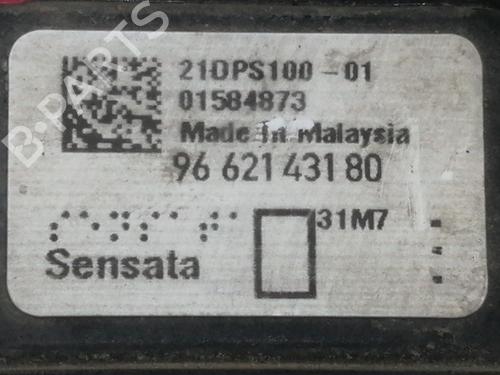 B-PARTS
21DPS100-01
01584873
Made in Malaysia
96 621 431 80
31M7
Sensata